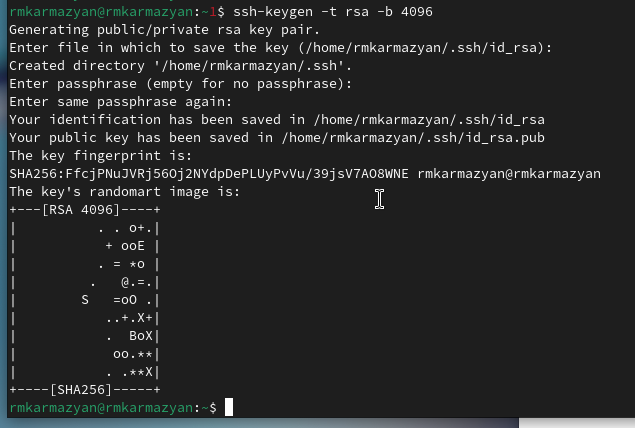 rmkarmazyan@rmkarmazyan:~1$ ssh-keygen -t rsa -b 4096
Generating public/private rsa key pair.
Enter file in which to save the key (/home/rmkarmazyan/.ssh/id_rsa):
Created directory '/home/rmkarmazyan/.ssh'.
Enter passphrase (empty for no passphrase):
Enter same passphrase again:
Your identification has been saved in /home/rmkarmazyan/.ssh/id_rsa
Your public key has been saved in /home/rmkarmazyan/.ssh/id_rsa.pub
The key fingerprint is:
SHA256:FfcjPNuJVRj56Oj2NYdpDePLUyPvVu/39jsV7AO8WNE rmkarmazyan@rmkarmazyan
The key's randomart image is:
+---[RSA 4096]----+
|           . . o+.|
|            + ooE |
|           . = *o |
|          .   @.=.|
|         S   =oO .|
|            ..+.X+|
|            .  BoX|
|             oo.**|
|            . .**X|
+----[SHA256]-----+
rmkarmazyan@rmkarmazyan:~$